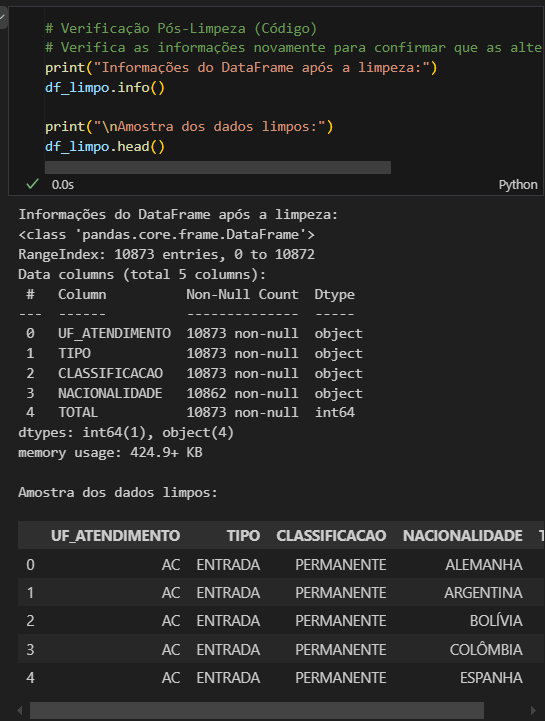 # Verificação Pós-Limpeza (Código)
# Verifica as informações novamente para confirmar que as alte
print("Informações do DataFrame após a limpeza:")
df_limpo.info()
print("\nAmostra dos dados limpos:")
df_limpo.head()
0.0s Python
Informações do DataFrame após a limpeza:
<class 'pandas.core.frame.DataFrame'>
RangeIndex: 10873 entries, 0 to 10872
Data columns (total 5 columns):
 #   Column          Non-Null Count  Dtype
---  ------          --------------  -----
 0   UF_ATENDIMENTO  10873 non-null  object
 1   TIPO            10873 non-null  object
 2   CLASSIFICACAO   10873 non-null  object
 3   NACIONALIDADE   10862 non-null  object
 4   TOTAL           10873 non-null  int64
dtypes: int64(1), object(4)
memory usage: 424.9+ KB
Amostra dos dados limpos:
UF_ATENDIMENTO TIPO CLASSIFICACAO NACIONALIDADE
0 AC ENTRADA PERMANENTE ALEMANHA
1 AC ENTRADA PERMANENTE ARGENTINA
2 AC ENTRADA PERMANENTE BOLÍVIA
3 AC ENTRADA PERMANENTE COLÔMBIA
4 AC ENTRADA PERMANENTE ESPANHA